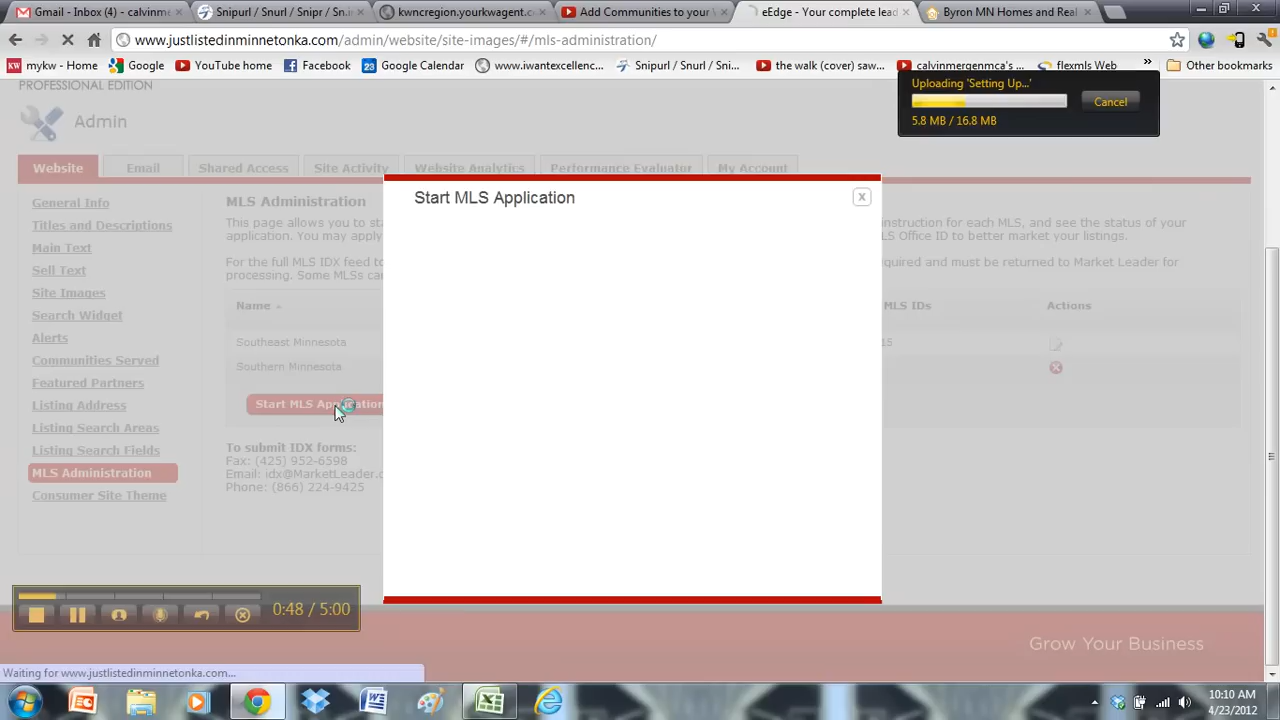 Gmail - Inbox (4) - calvinm
Snipurl / Snurl / Snipr / Sn.in
kwncregion.yourkwagent.c
Add Communities to your
eEdge - Your complete lead
Byron MN Homes and Real
www.justlistedinminnetonka.com/admin/website/site-images/#/mls-administration/
mykw - Home
Google
YouTube home
Facebook
23 Google Calendar
www.iwantexcellenc...
Snipurl / Snurl / Sni...
the walk (cover) saw...
calvinmergenmca's ...
flexmls Web
»
Other bookmarks
Uploading 'Setting Up...'
Cancel
5.8 MB / 16.8 MB
PROFESSIONAL EDITION
Admin
Website
Email
Shared Access
Site Activity
Website Analytics
Performance Evaluator
My Account
General Info
Titles and Descriptions
Main Text
Sell Text
Site Images
Search Widget
Alerts
Communities Served
Featured Partners
Listing Address
Listing Search Areas
Listing Search Fields
MLS Administration
Consumer Site Theme
MLS Administration
This page allows you to sta
instruction for each MLS, and see the status of your
application. You may apply
LS Office ID to better market your listings.
For the full MLS IDX feed to
quired and must be returned to Market Leader for
processing. Some MLSs ca
Name
MLS IDs
Actions
Southeast Minnesota
15
Southern Minnesota
Start MLS Application
To submit IDX forms:
Fax: (425) 952-6598
Email: idx@MarketLeader.c
Phone: (866) 224-9425
Start MLS Application
x
0:48 / 5:00
Grow Your Business
Waiting for www.justlistedinminnetonka.com...
10:10 AM
4/23/2012